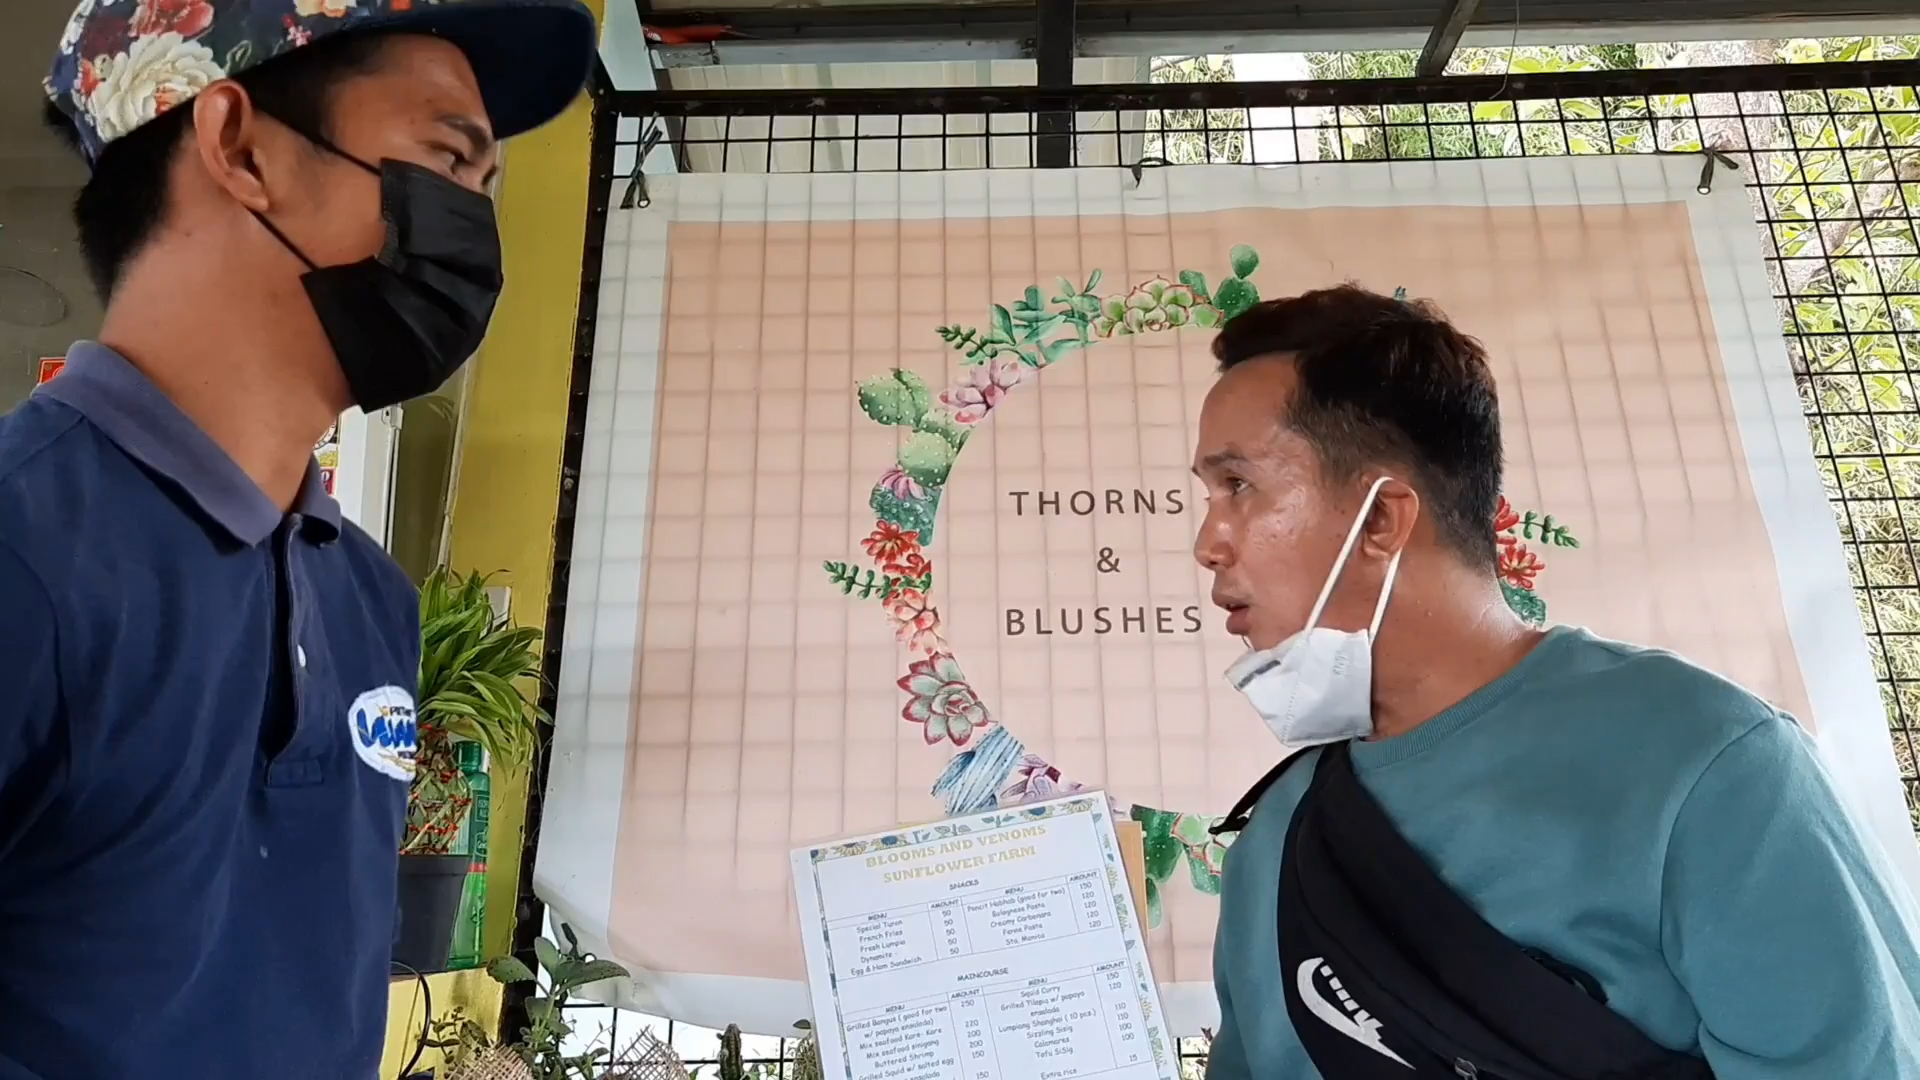 THORNS
&
BLUSHES
BLOOMS AND VENOMS
SUNFLOWER FARM
SNACKS
MENU AMOUNT MENU AMOUNT
Special Turon 50 Pancit Habhab (good for two) 150
French Fries 50 Bolognese Pasta 120
Fresh Lumpia 50 Creamy Carbonara 120
Dynamite 50 Penne Pasta 120
Egg & Ham Sandwich 50 Sta. Monica 120
MAINCOURSE
MENU AMOUNT MENU AMOUNT
Grilled Bangus ( good for two 250 Squid Curry 150
w/ papaya ensalada) Grilled Tilapia w/ papaya 120
ensalada
Mix seafood Kare- Kare 220 Lumpiang Shanghai ( 10 pcs.) 110
Mix seafood sinigang 200 Sizzling Sisig 110
Buttered Shrimp 200 Calamares 100
Grilled Squid w/ salted egg 150 Tofu SiSig 100
ensalada
150 Extra rice 15